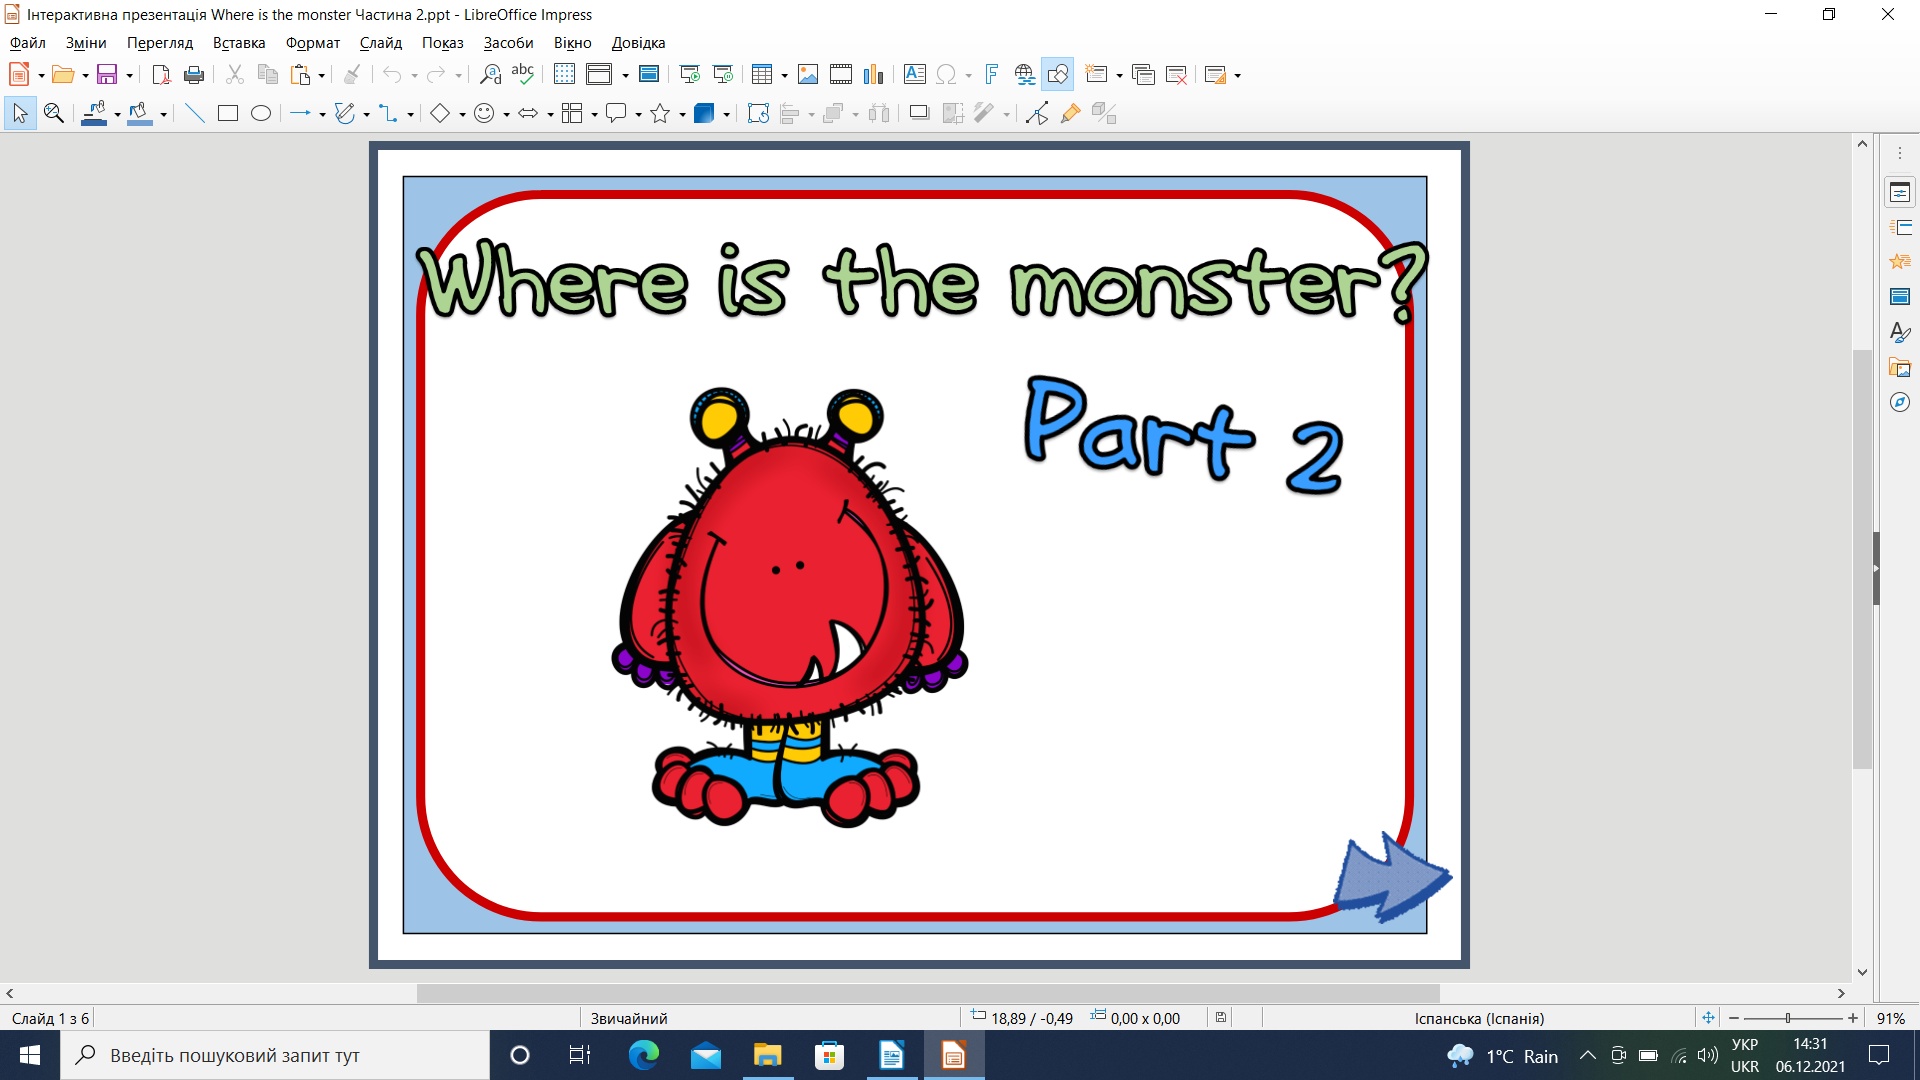 Інтерактивна презентація Where is the monster Частина 2.ppt - LibreOffice Impress
Файл Зміни Перегляд Вставка Формат Слайд Показ Засоби Вікно Довідка
Where is the monster?
Part 2
Слайд 1 з 6 Звичайний 18,89 / -0,49 0,00 x 0,00 Іспанська (Іспанія) 91%
Введіть пошуковий запит тут
1°C Rain
УКР
UKR
14:31
06.12.2021